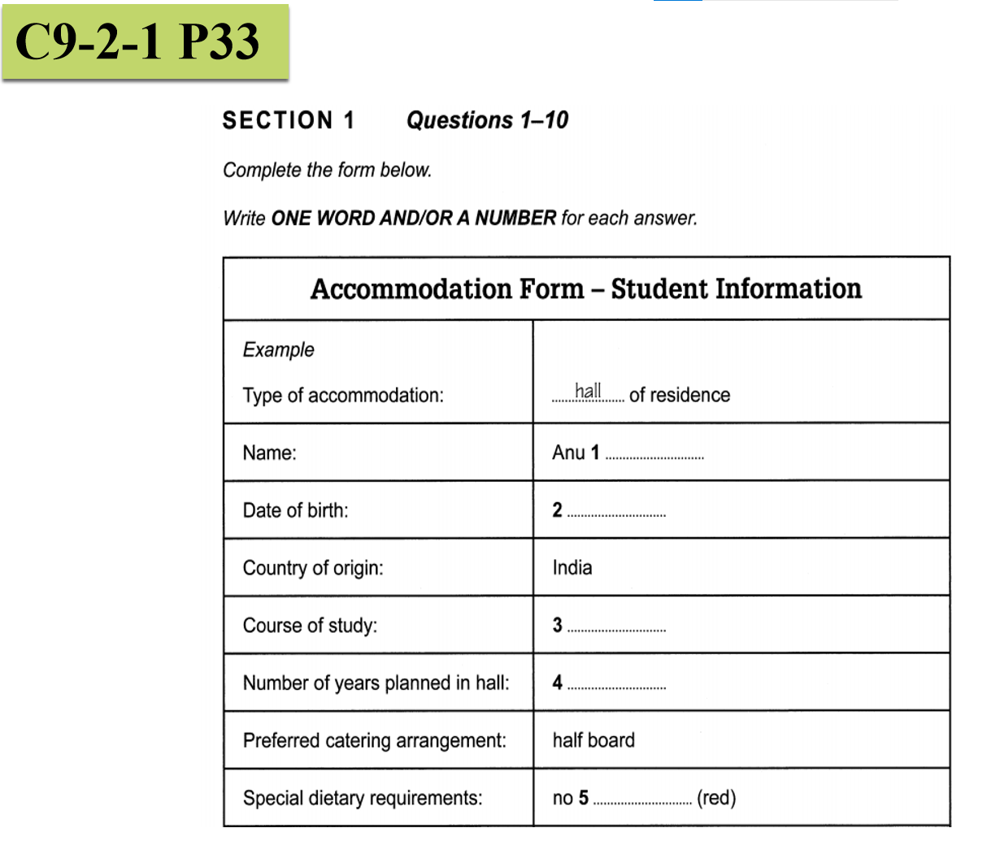 C9-2-1 P33
SECTION 1 Questions 1–10
Complete the form below.
Write ONE WORD AND/OR A NUMBER for each answer.
Accommodation Form – Student Information
Example
Type of accommodation: ........hall........ of residence
Name: Anu 1 ..............................
Date of birth: 2 ..............................
Country of origin: India
Course of study: 3 ..............................
Number of years planned in hall: 4 ..............................
Preferred catering arrangement: half board
Special dietary requirements: no 5 .............................. (red)